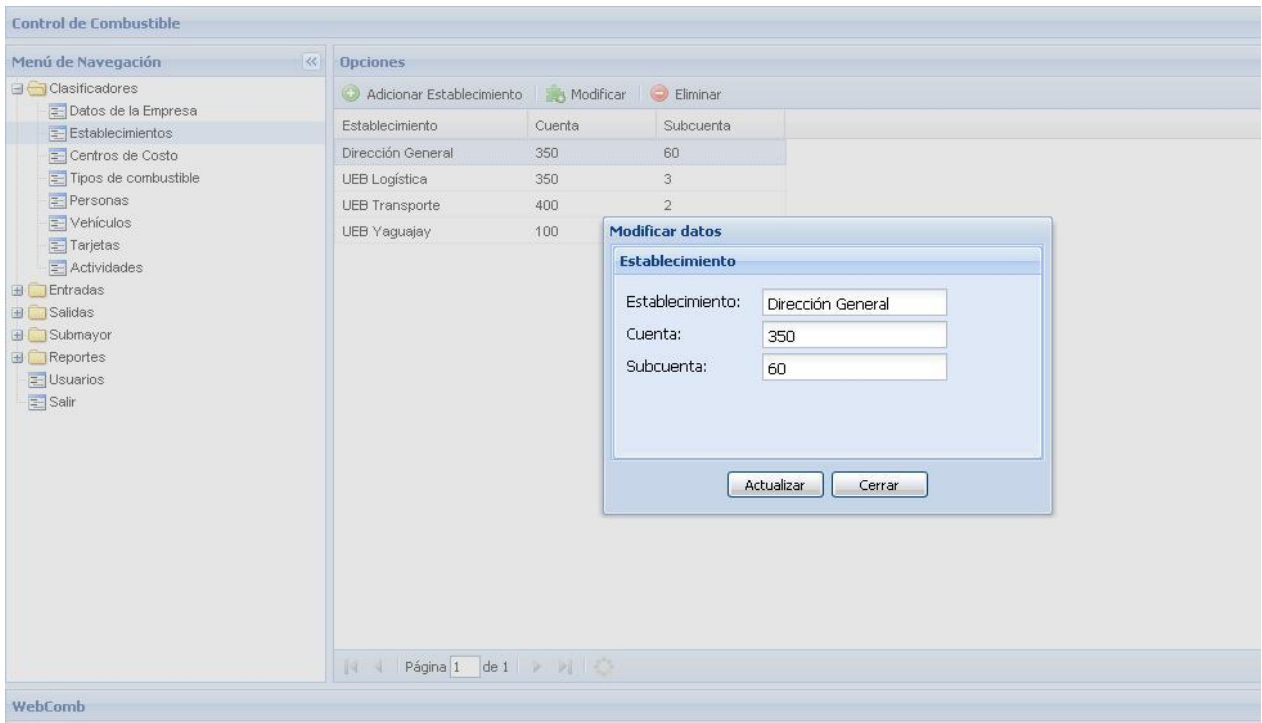 Control de Combustible
Menú de Navegación
Clasificadores
Datos de la Empresa
Establecimientos
Centros de Costo
Tipos de combustible
Personas
Vehículos
Tarjetas
Actividades
Entradas
Salidas
Submayor
Reportes
Usuarios
Salir
Opciones
Adicionar Establecimiento Modificar Eliminar
Establecimiento Cuenta Subcuenta
Dirección General 350 60
UEB Logística 350 3
UEB Transporte 400 2
UEB Yaguajay 100
Modificar datos
Establecimiento
Establecimiento: Dirección General
Cuenta: 350
Subcuenta: 60
Actualizar Cerrar
Página 1 de 1
WebComb